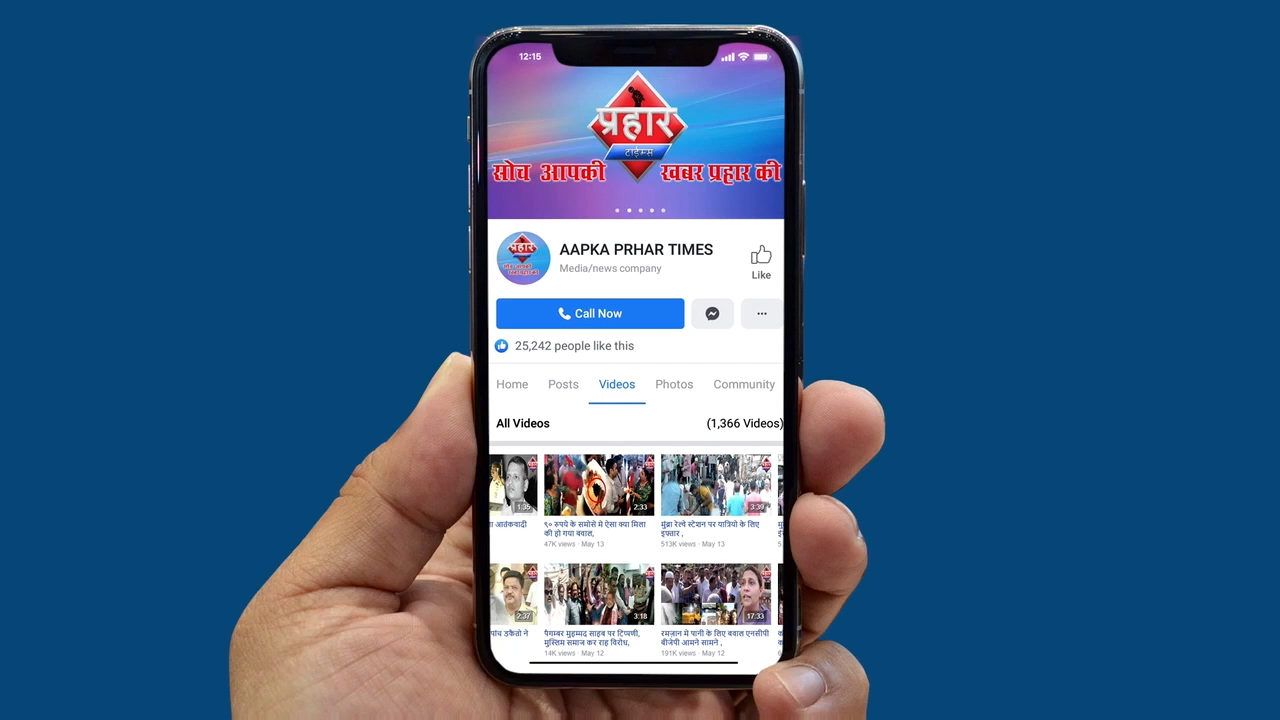 12:15
प्रहार
टाईम्स
सोच आपकी खबर प्रहार की
प्रहार
AAPKA PRHAR TIMES
Media/news company
Like
Call Now
25,242 people like this
Home Posts Videos Photos Community
All Videos (1,366 Videos)
1:35
2:33
3:39
आतंकवादी
९० रुपये के समोसे मे ऐसा क्या मिला
की हो गया बवाल,
47K views · May 13
मुंब्रा रेल्वे स्टेशन पर यात्रियो के लिए
इफ्तार ,
513K views · May 13
2:37
3:18
17:33
पांच डकैतो ने
पैगम्बर मुहम्मद साहब पर टिप्पणी,
मुस्लिम समाज कर राह विरोध,
14K views · May 12
रमज़ान मे पानी के लिए बवाल एनसीपी
बीजेपी आमने सामने ,
191K views · May 12